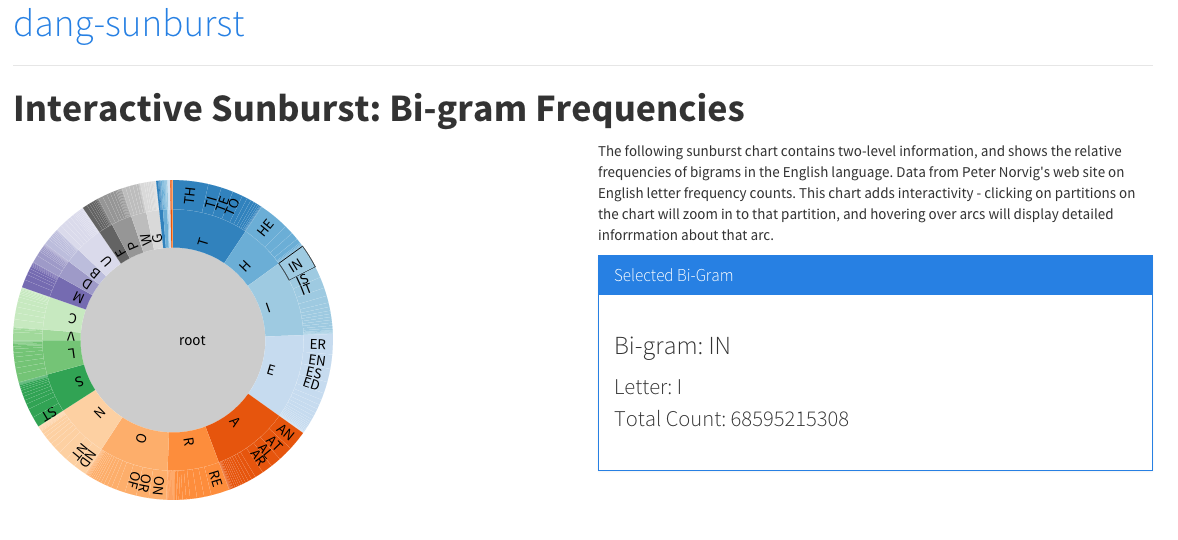 dang-sunburst
Interactive Sunburst: Bi-gram Frequencies
The following sunburst chart contains two-level information, and shows the relative
frequencies of bigrams in the English language. Data from Peter Norvig's web site on
English letter frequency counts. This chart adds interactivity - clicking on partitions on
the chart will zoom in to that partition, and hovering over arcs will display detailed
inforrmation about that arc.
Selected Bi-Gram
Bi-gram: IN
Letter: I
Total Count: 68595215308
root
T
H
I
E
A
R
O
N
S
L
V
C
M
D
B
U
F
P
W
G
TH
TI
TE
TO
HE
IN
IS
IT
ER
EN
ES
ED
AN
AT
AL
AR
RE
ON
OR
OF
ND
ST